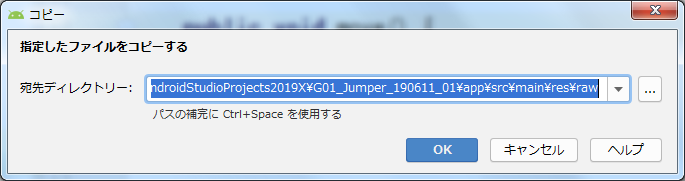 コピー
指定したファイルをコピーする
宛先ディレクトリー:
ndroidStudioProjects2019X¥G01_Jumper_190611_01¥app¥src¥main¥res¥raw
...
パスの補完に Ctrl+Space を使用する
OK
キャンセル
ヘルプ